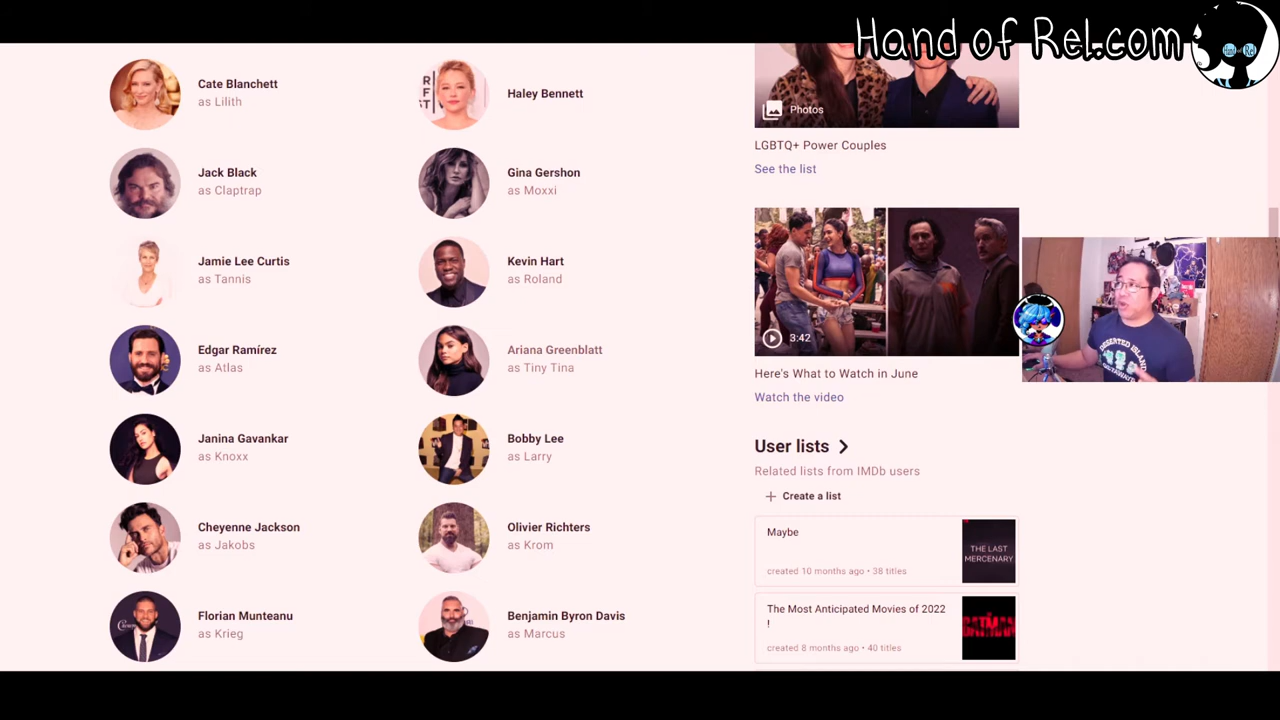 Hand of Rel.com
Cate Blanchett
as Lilith
Haley Bennett
Jack Black
as Claptrap
Gina Gershon
as Moxxi
Jamie Lee Curtis
as Tannis
Kevin Hart
as Roland
Edgar Ramírez
as Atlas
Ariana Greenblatt
as Tiny Tina
Janina Gavankar
as Knoxx
Bobby Lee
as Larry
Cheyenne Jackson
as Jakobs
Olivier Richters
as Krom
Florian Munteanu
as Krieg
Benjamin Byron Davis
as Marcus
Photos
LGBTQ+ Power Couples
See the list
3:42
Here's What to Watch in June
Watch the video
User lists
Related lists from IMDb users
+ Create a list
Maybe
created 10 months ago • 38 titles
THE LAST
MERCENARY
The Most Anticipated Movies of 2022
!
created 8 months ago • 40 titles
BATMAN
DESERTED ISLAND